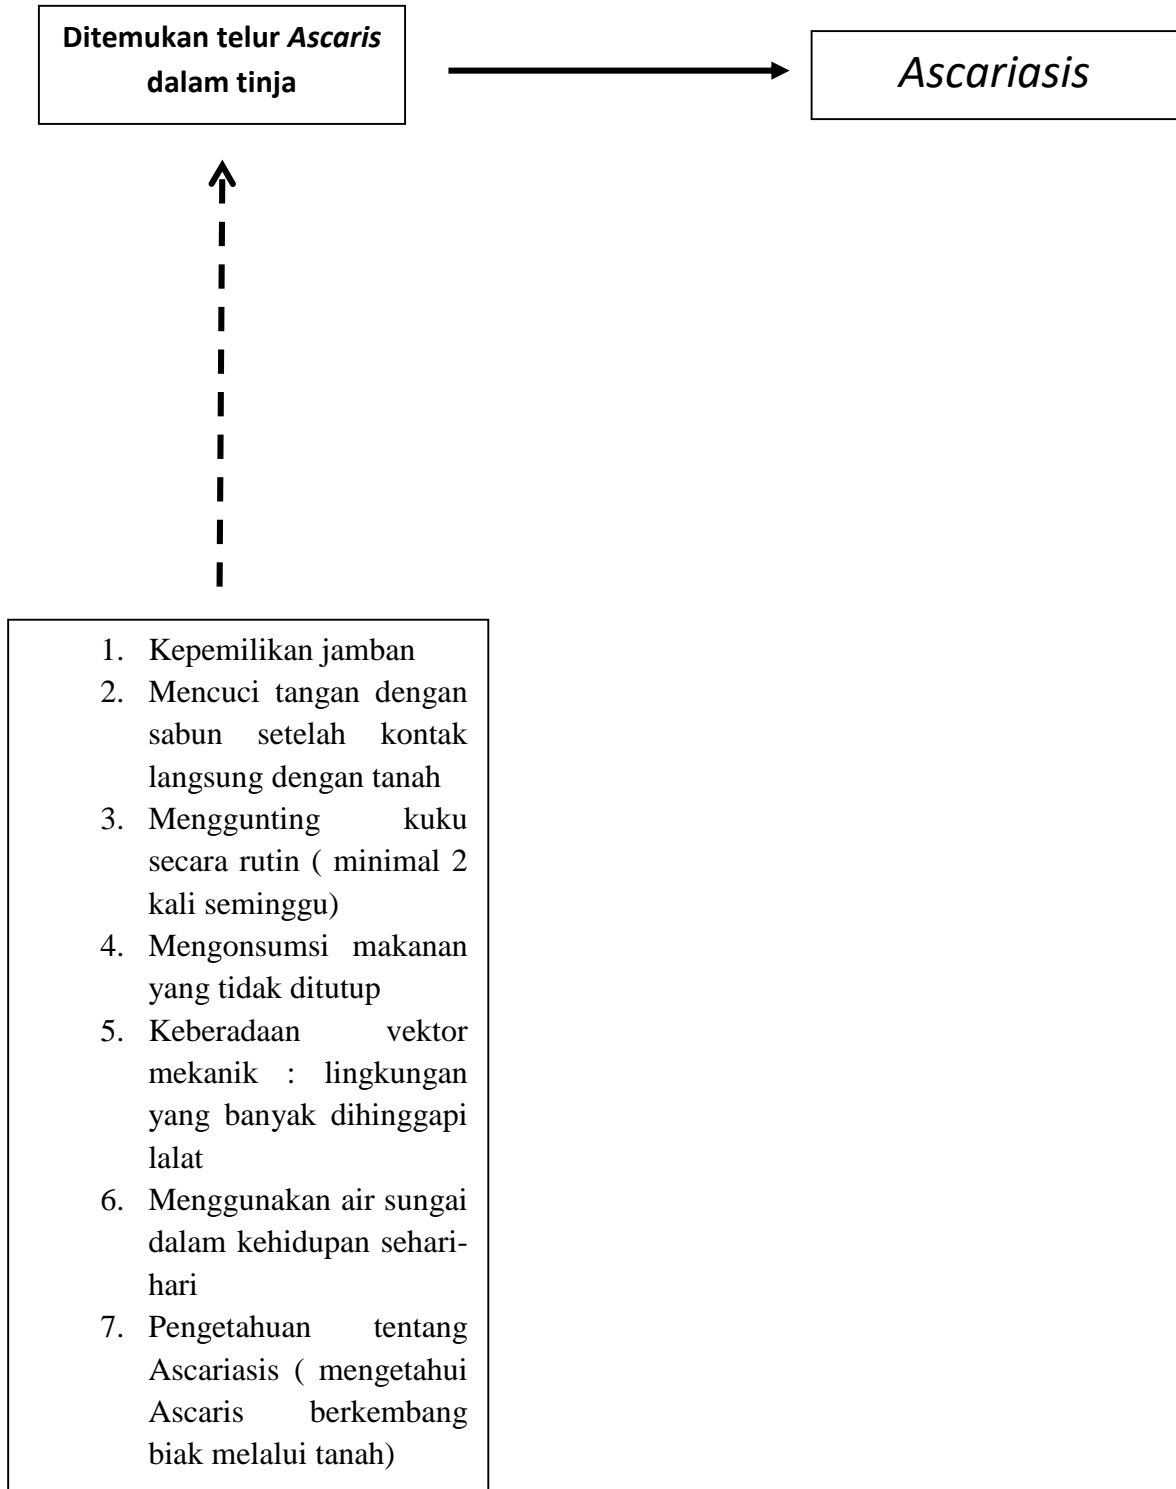 Ditemukan telur Ascaris
dalam tinja
Ascariasis
1. Kepemilikan jamban
2. Mencuci tangan dengan
sabun setelah kontak
langsung dengan tanah
3. Menggunting kuku
secara rutin ( minimal 2
kali seminggu)
4. Mengonsumsi makanan
yang tidak ditutup
5. Keberadaan vektor
mekanik : lingkungan
yang banyak dihinggapi
lalat
6. Menggunakan air sungai
dalam kehidupan sehari-
hari
7. Pengetahuan tentang
Ascariasis ( mengetahui
Ascaris berkembang
biak melalui tanah)